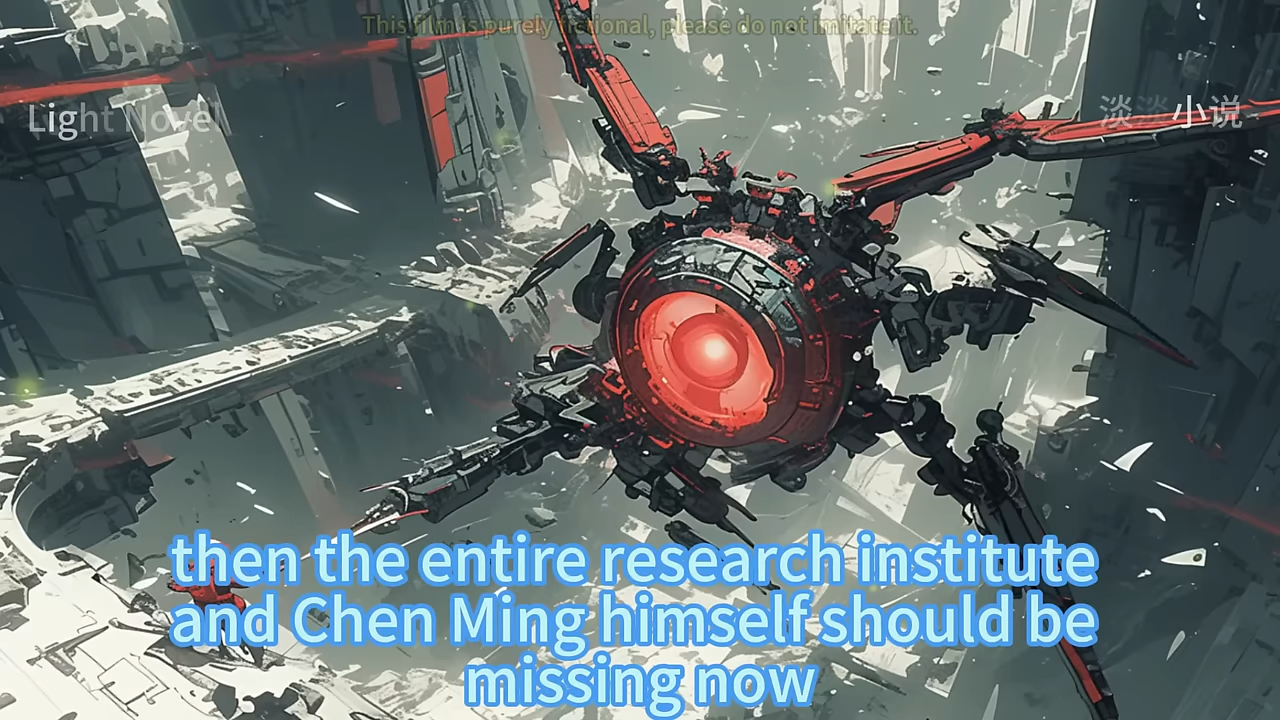 This film is purely fictional, please do not imitate it.
Light Novel
淡淡小说
then the entire research institute
and Chen Ming himself should be
missing now